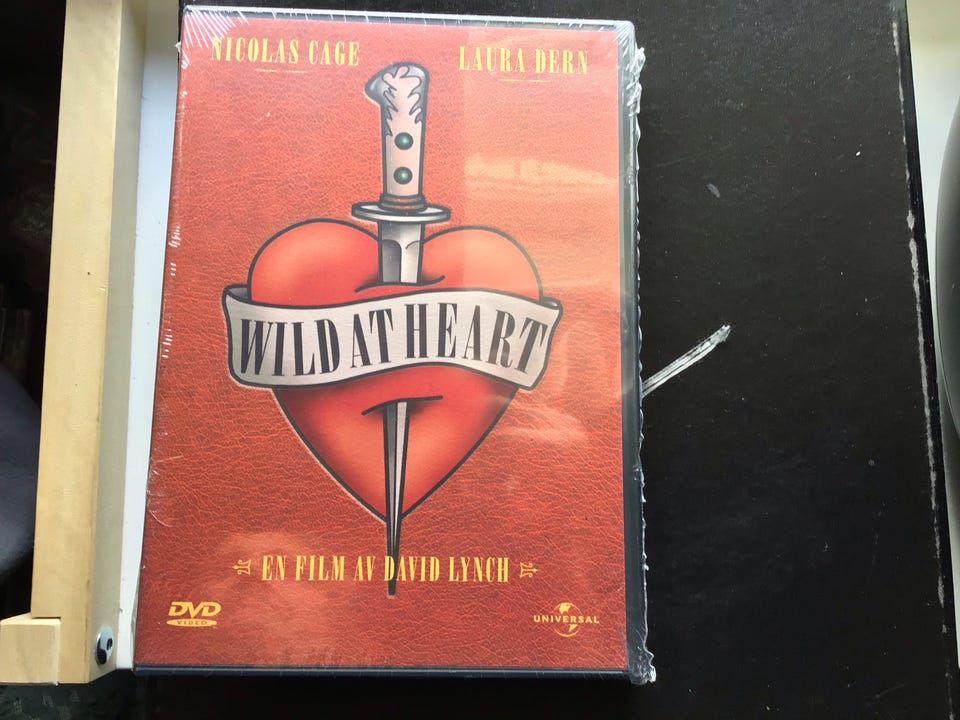 NICOLAS CAGE
LAURA DERN
WILD AT HEART
EN FILM AV DAVID LYNCH
DVD
VIDEO
UNIVERSAL